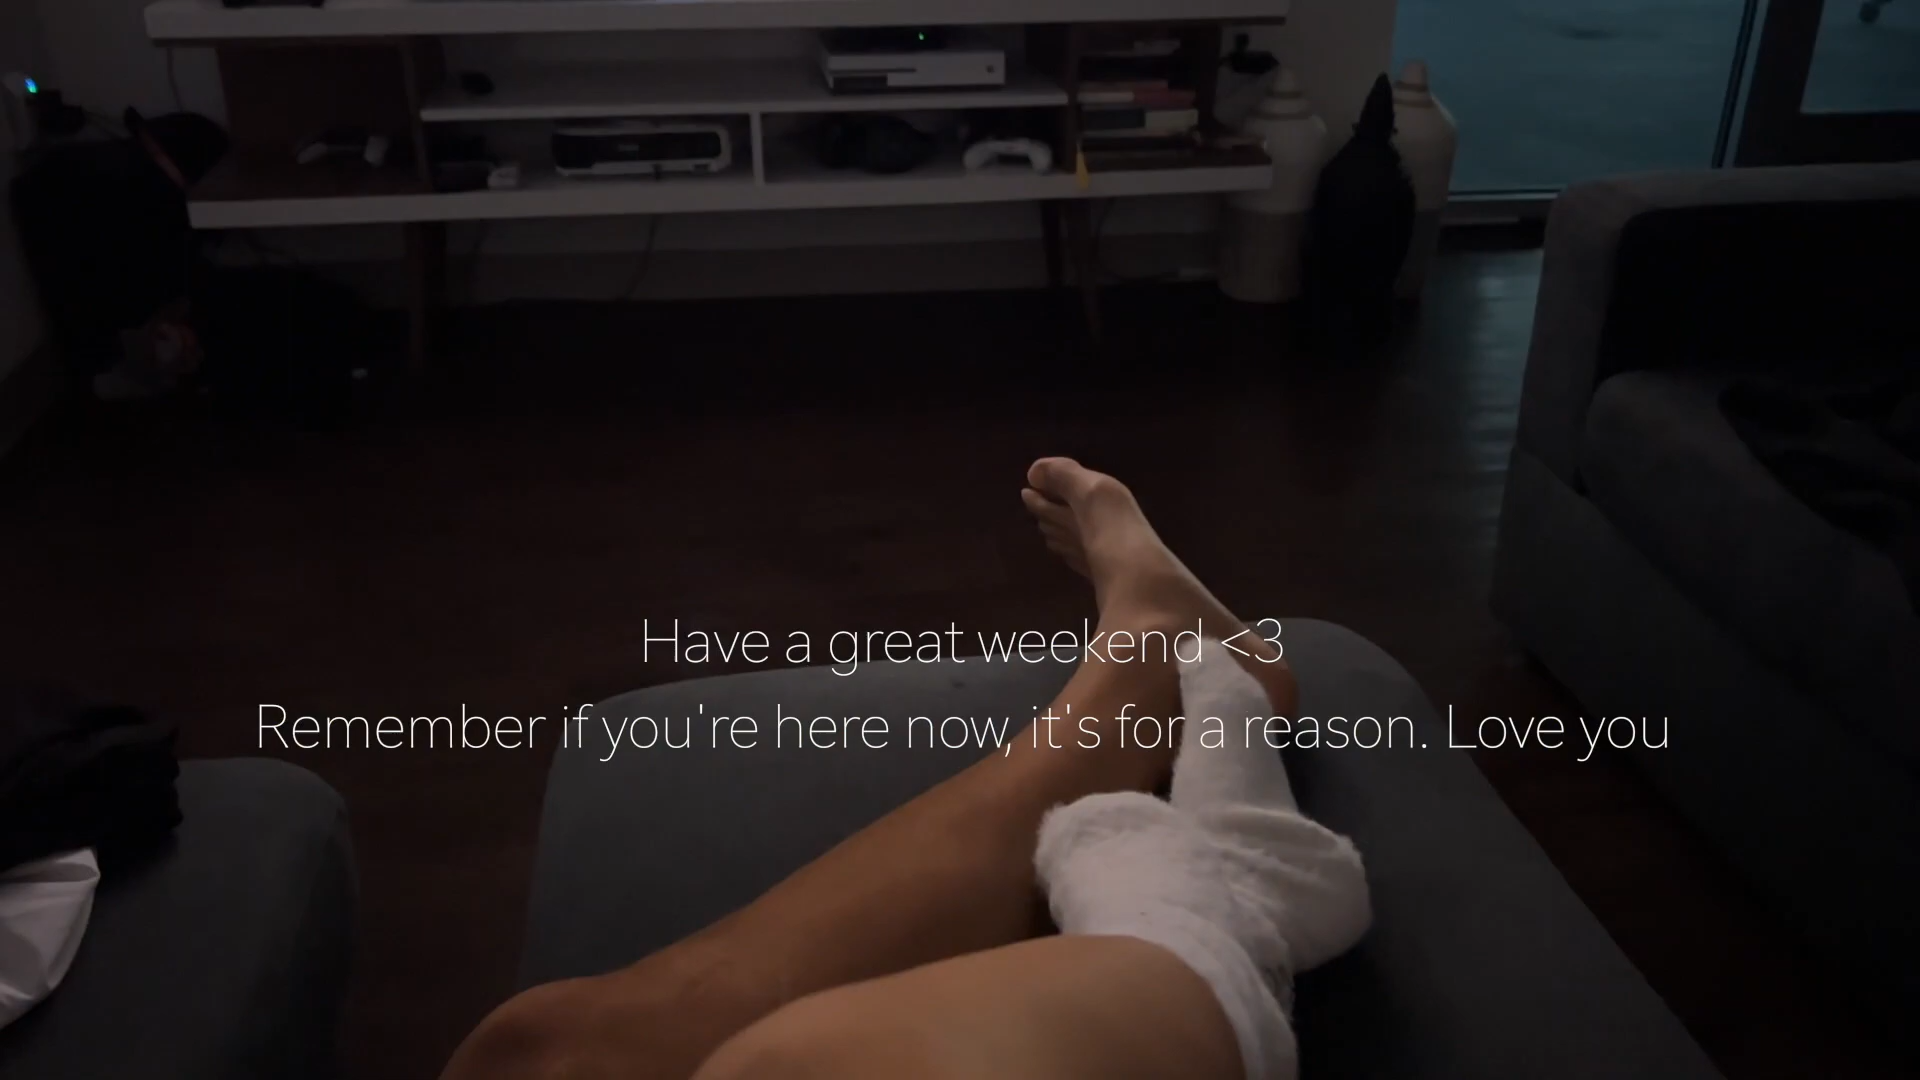 Have a great weekend <3
Remember if you're here now, it's for a reason. Love you